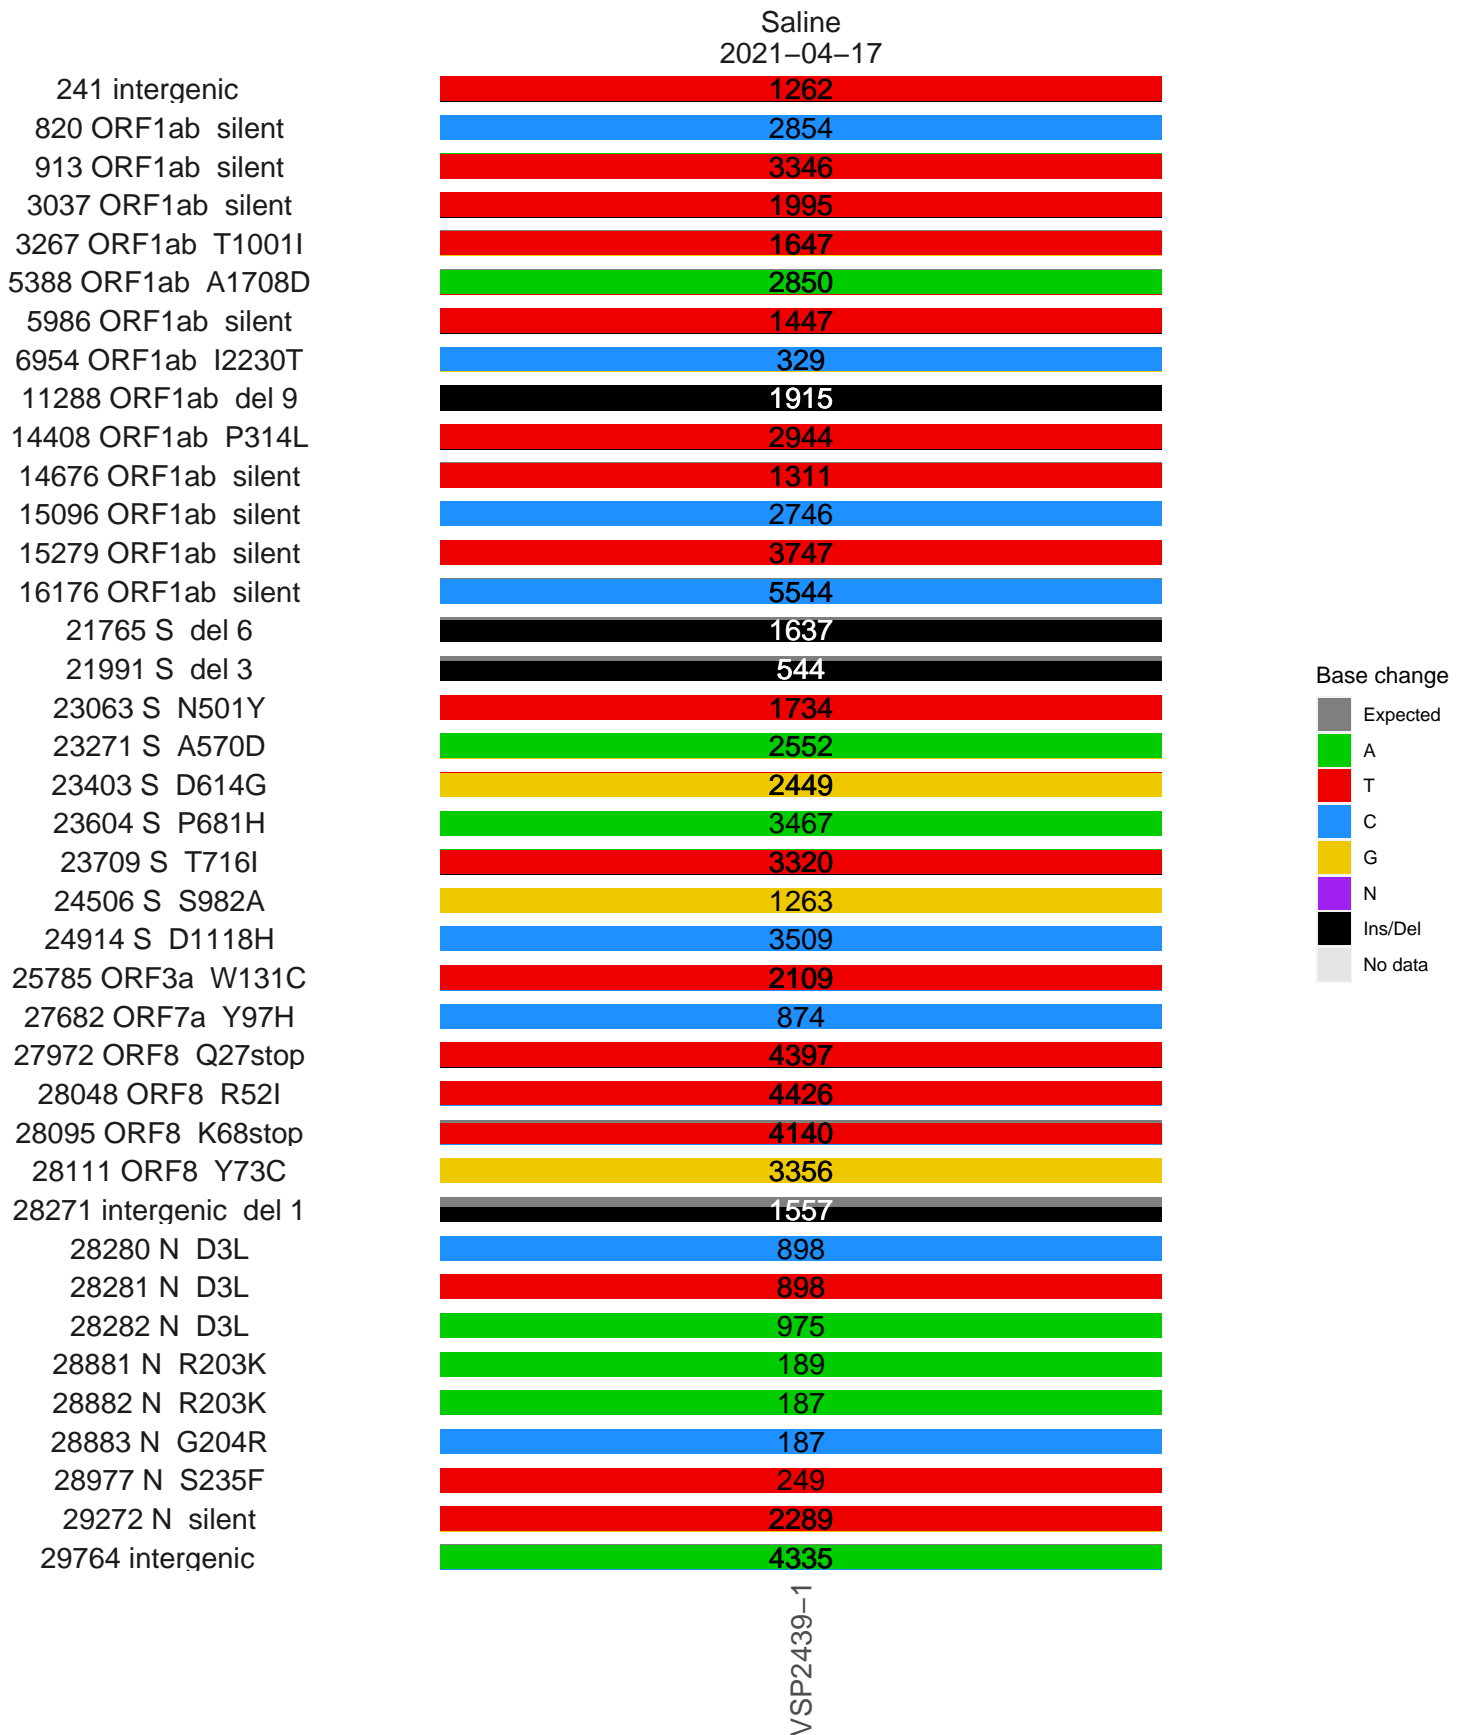 Saline
2021−04−17
241 intergenic 1262
820 ORF1ab silent 2854
913 ORF1ab silent 3346
3037 ORF1ab silent 1995
3267 ORF1ab T1001I 1647
5388 ORF1ab A1708D 2850
5986 ORF1ab silent 1447
6954 ORF1ab I2230T 329
11288 ORF1ab del 9 1915
14408 ORF1ab P314L 2944
14676 ORF1ab silent 1311
15096 ORF1ab silent 2746
15279 ORF1ab silent 3747
16176 ORF1ab silent 5544
21765 S del 6 1637
21991 S del 3 544
23063 S N501Y 1734
23271 S A570D 2552
23403 S D614G 2449
23604 S P681H 3467
23709 S T716I 3320
24506 S S982A 1263
24914 S D1118H 3509
25785 ORF3a W131C 2109
27682 ORF7a Y97H 874
27972 ORF8 Q27stop 4397
28048 ORF8 R52I 4426
28095 ORF8 K68stop 4140
28111 ORF8 Y73C 3356
28271 intergenic del 1 1557
28280 N D3L 898
28281 N D3L 898
28282 N D3L 975
28881 N R203K 189
28882 N R203K 187
28883 N G204R 187
28977 N S235F 249
29272 N silent 2289
29764 intergenic 4335
VSP2439−1
Base change
Expected
A
T
C
G
N
Ins/Del
No data